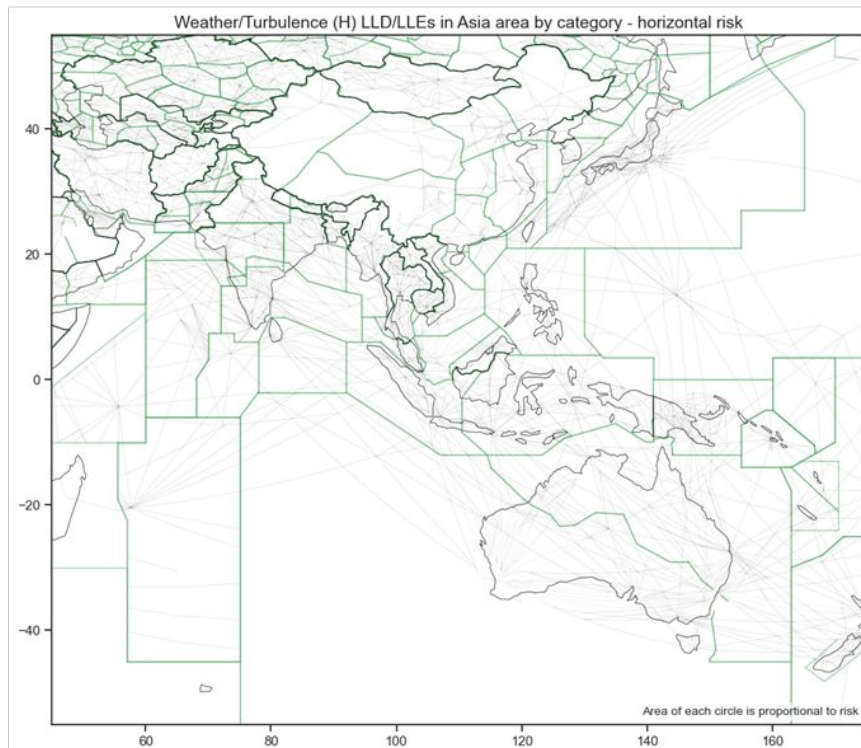 Weather/Turbulence (H) LLD/LLEs in Asia area by category - horizontal risk
40
20
0
−20
−40
Area of each circle is proportional to risk
60 80 100 120 140 160